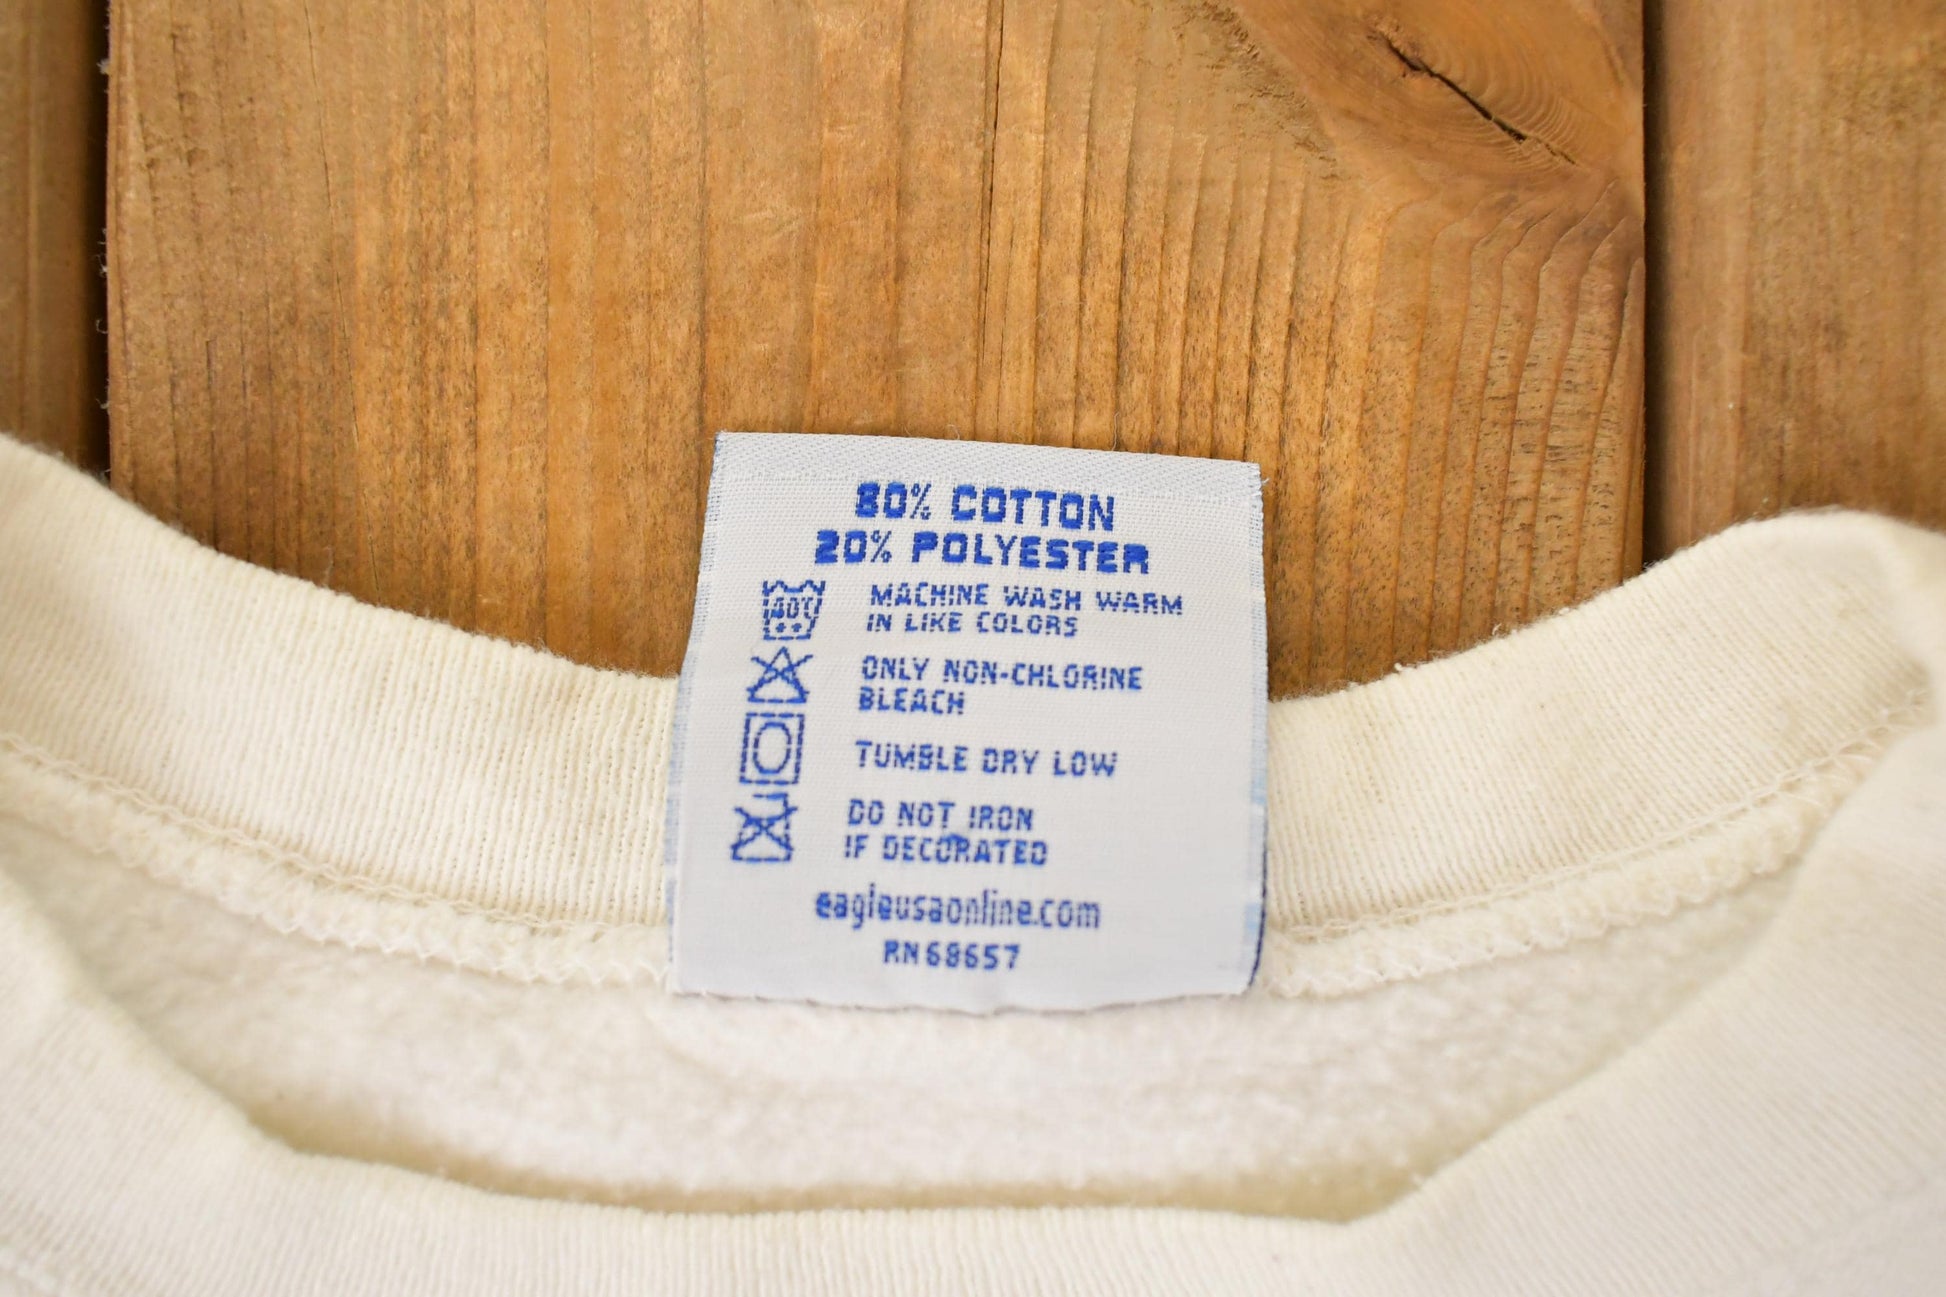 80% COTTON
20% POLYESTER
40°C
MACHINE WASH WARM
IN LIKE COLORS
ONLY NON-CHLORINE
BLEACH
TUMBLE DRY LOW
DO NOT IRON
IF DECORATED
eagleusaonline.com
RN68657